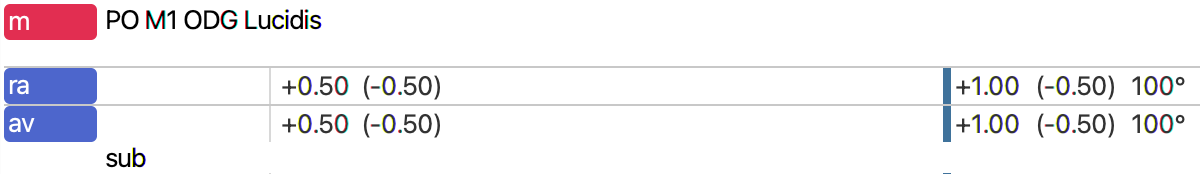 m PO M1 ODG Lucidis
ra +0.50 (-0.50) +1.00 (-0.50) 100°
av +0.50 (-0.50) +1.00 (-0.50) 100°
sub